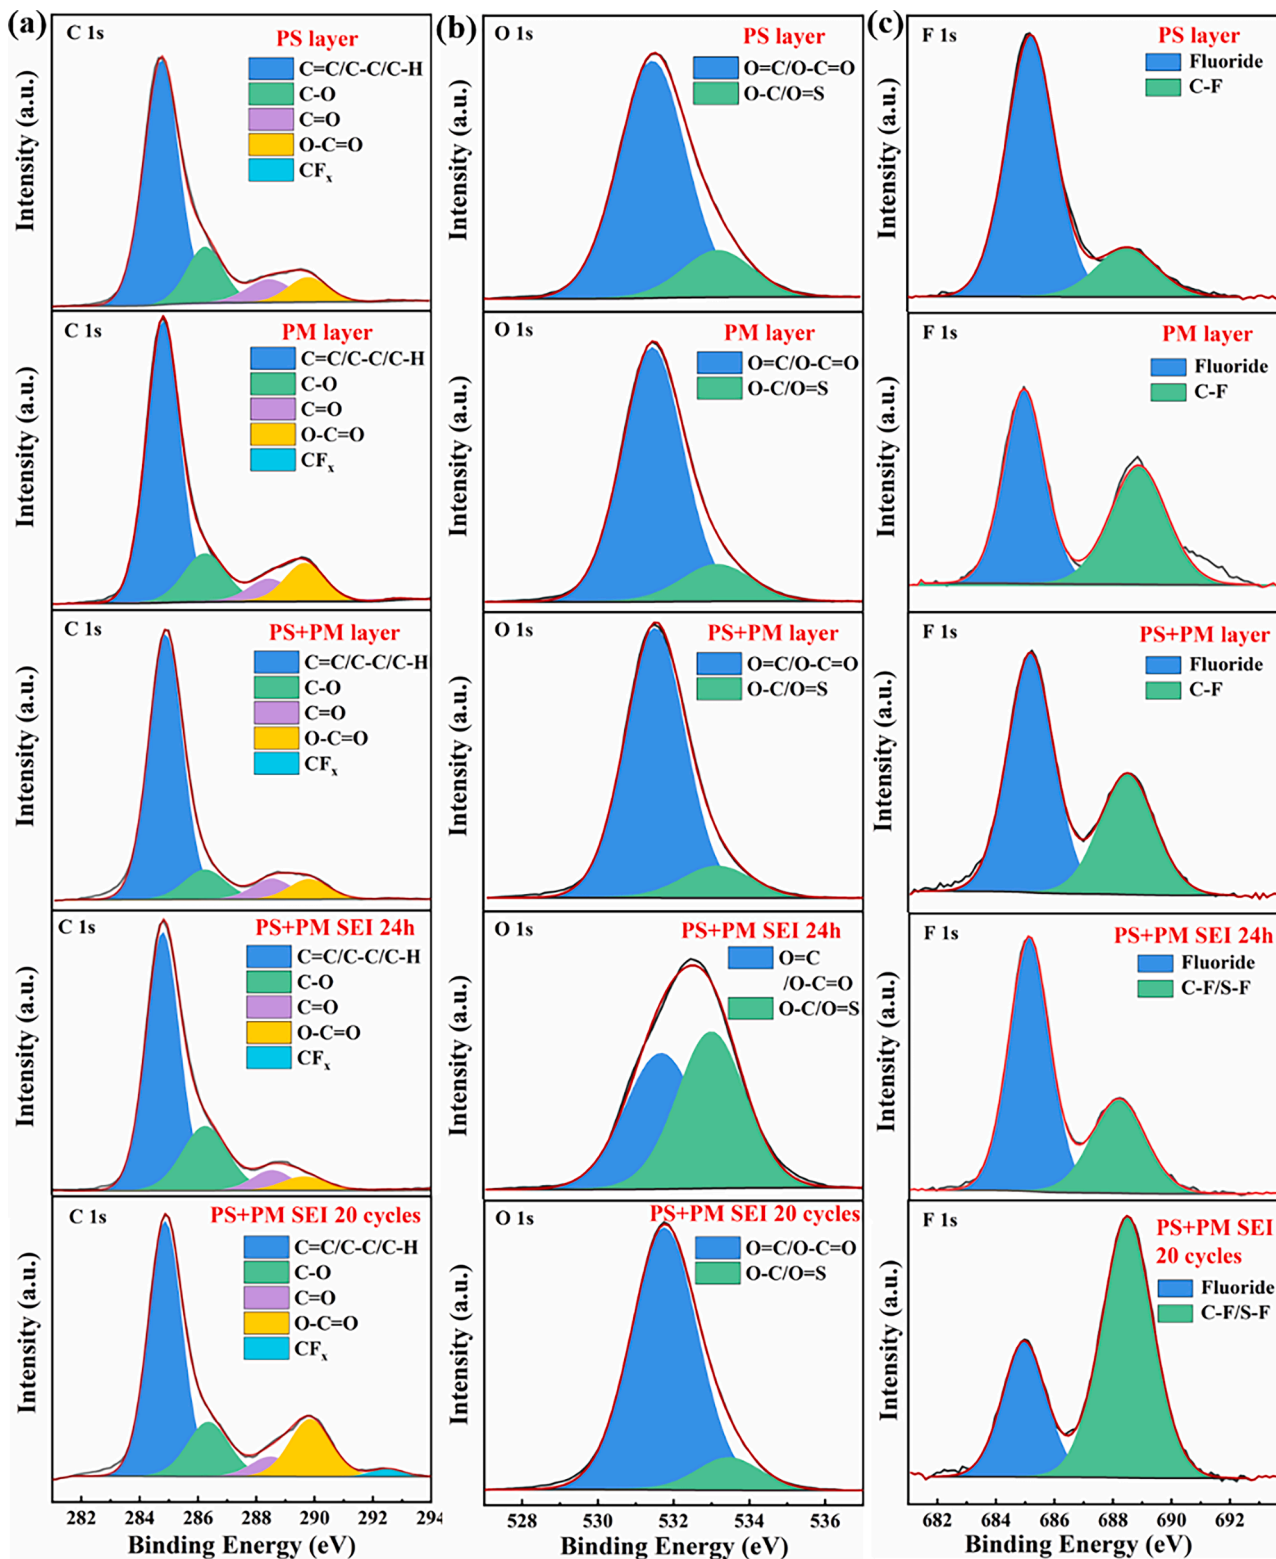 (a)
C 1s
PS layer
C=C/C-C/C-H
C-O
C=O
O-C=O
CFx
Intensity (a.u.)
C 1s
PM layer
C=C/C-C/C-H
C-O
C=O
O-C=O
CFx
Intensity (a.u.)
C 1s
PS+PM layer
C=C/C-C/C-H
C-O
C=O
O-C=O
CFx
Intensity (a.u.)
C 1s
PS+PM SEI 24h
C=C/C-C/C-H
C-O
C=O
O-C=O
CFx
Intensity (a.u.)
C 1s
PS+PM SEI 20 cycles
C=C/C-C/C-H
C-O
C=O
O-C=O
CFx
Intensity (a.u.)
282 284 286 288 290 292 294
Binding Energy (eV)
(b)
O 1s
PS layer
O=C/O-C=O
O-C/O=S
Intensity (a.u.)
O 1s
PM layer
O=C/O-C=O
O-C/O=S
Intensity (a.u.)
O 1s
PS+PM layer
O=C/O-C=O
O-C/O=S
Intensity (a.u.)
O 1s
PS+PM SEI 24h
O=C
/O-C=O
O-C/O=S
Intensity (a.u.)
O 1s
PS+PM SEI 20 cycles
O=C/O-C=O
O-C/O=S
Intensity (a.u.)
528 530 532 534 536
Binding Energy (eV)
(c)
F 1s
PS layer
Fluoride
C-F
Intensity (a.u.)
F 1s
PM layer
Fluoride
C-F
Intensity (a.u.)
F 1s
PS+PM layer
Fluoride
C-F
Intensity (a.u.)
F 1s
PS+PM SEI 24h
Fluoride
C-F/S-F
Intensity (a.u.)
F 1s
PS+PM SEI
20 cycles
Fluoride
C-F/S-F
Intensity (a.u.)
682 684 686 688 690 692
Binding Energy (eV)